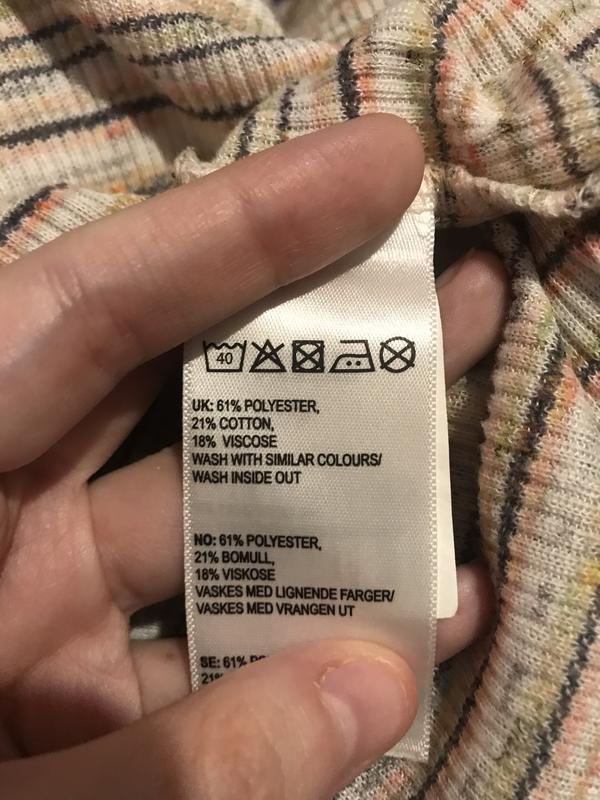 40
UK: 61% POLYESTER,
21% COTTON,
18% VISCOSE
WASH WITH SIMILAR COLOURS/
WASH INSIDE OUT
NO: 61% POLYESTER,
21% BOMULL,
18% VISKOSE
VASKES MED LIGNENDE FARGER/
VASKES MED VRANGEN UT
SE: 61%
21%